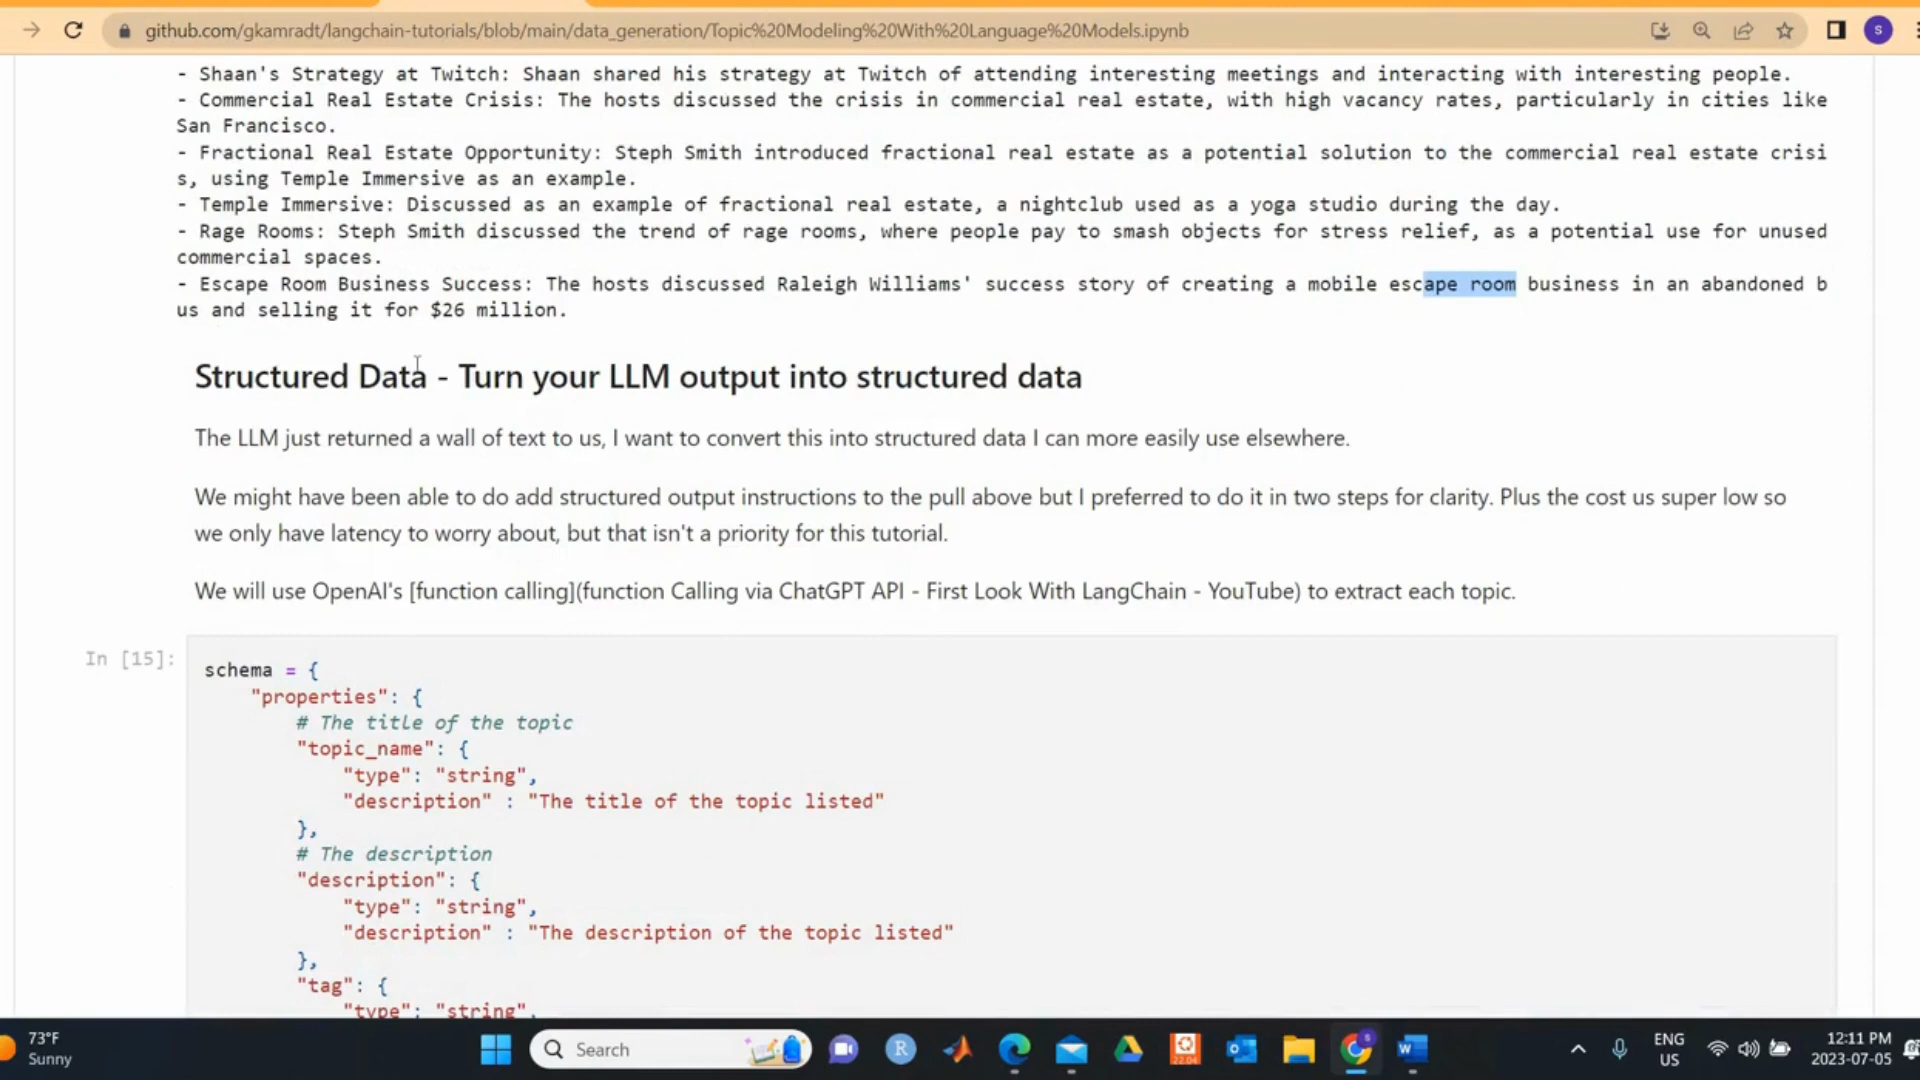 github.com/gkamradt/langchain-tutorials/blob/main/data_generation/Topic%20Modeling%20With%20Language%20Models.ipynb
S
- Shaan's Strategy at Twitch: Shaan shared his strategy at Twitch of attending interesting meetings and interacting with interesting people.
- Commercial Real Estate Crisis: The hosts discussed the crisis in commercial real estate, with high vacancy rates, particularly in cities like
San Francisco.
- Fractional Real Estate Opportunity: Steph Smith introduced fractional real estate as a potential solution to the commercial real estate crisi
s, using Temple Immersive as an example.
- Temple Immersive: Discussed as an example of fractional real estate, a nightclub used as a yoga studio during the day.
- Rage Rooms: Steph Smith discussed the trend of rage rooms, where people pay to smash objects for stress relief, as a potential use for unused
commercial spaces.
- Escape Room Business Success: The hosts discussed Raleigh Williams' success story of creating a mobile escape room business in an abandoned b
us and selling it for $26 million.
Structured Data - Turn your LLM output into structured data
The LLM just returned a wall of text to us, I want to convert this into structured data I can more easily use elsewhere.
We might have been able to do add structured output instructions to the pull above but I preferred to do it in two steps for clarity. Plus the cost us super low so
we only have latency to worry about, but that isn't a priority for this tutorial.
We will use OpenAI's [function calling](function Calling via ChatGPT API - First Look With LangChain - YouTube) to extract each topic.
In [15]:
schema = {
"properties": {
# The title of the topic
"topic_name": {
"type": "string",
"description" : "The title of the topic listed"
},
# The description
"description": {
"type": "string",
"description" : "The description of the topic listed"
},
"tag": {
"type": "string",
73°F
Sunny
Search
R
22.04
ENG
US
12:11 PM
2023-07-05